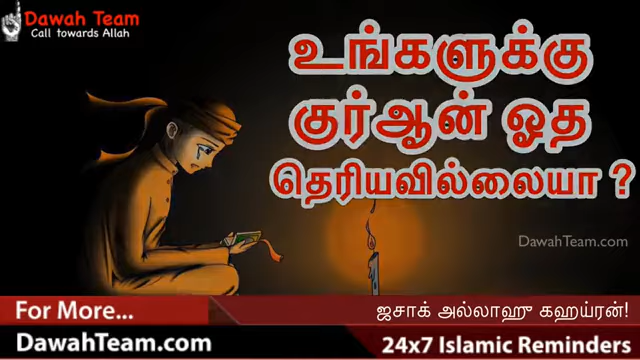 Dawah Team
Call towards Allah
உங்களுக்கு
குர்ஆன் ஓத
தெரியவில்லையா ?
DawahTeam.com
For More...
ஜசாக் அல்லாஹு கஹய்ரன்!
DawahTeam.com
24x7 Islamic Reminders